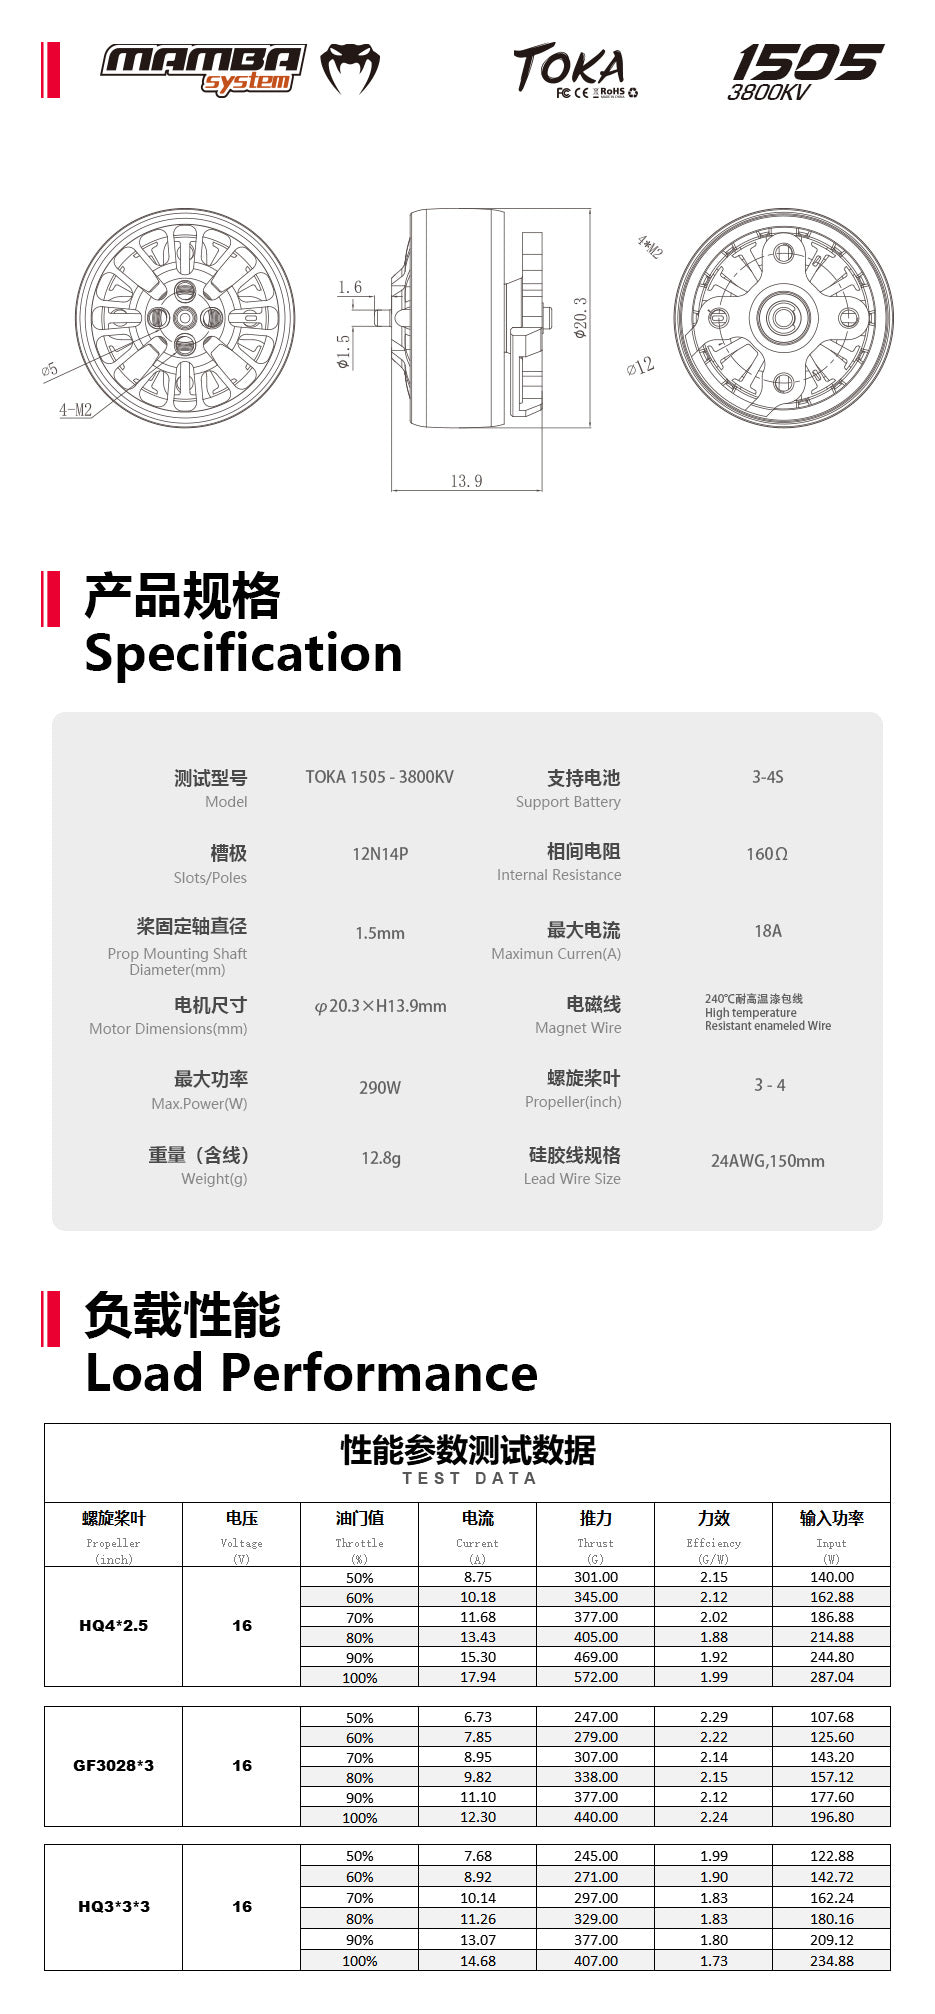 MAMBA
system
TOKA
FC CE RoHS
1505
3800KV
4*M2
1.6
⌀1.5
⌀20.3
⌀5
4-M2
⌀12
13.9
产品规格
Specification
测试型号 TOKA 1505 - 3800KV 支持电池 3-4S
Model Support Battery
槽极 12N14P 相间电阻 160Ω
Slots/Poles Internal Resistance
桨固定轴直径 1.5mm 最大电流 18A
Prop Mounting Shaft Maximun Curren(A)
Diameter(mm)
电机尺寸 φ20.3×H13.9mm 电磁线 240℃耐高温漆包线
Motor Dimensions(mm) Magnet Wire High temperature
Resistant enameled Wire
最大功率 290W 螺旋桨叶 3 - 4
Max.Power(W) Propeller(inch)
重量（含线） 12.8g 硅胶线规格 24AWG,150mm
Weight(g) Lead Wire Size
负载性能
Load Performance
性能参数测试数据
TEST DATA
螺旋桨叶 电压 油门值 电流 推力 力效 输入功率
Propeller Voltage Throttle Current Thrust Effciency Input
(inch) (V) (%) (A) (G) (G/W) (W)
50% 8.75 301.00 2.15 140.00
60% 10.18 345.00 2.12 162.88
70% 11.68 377.00 2.02 186.88
HQ4*2.5 16
80% 13.43 405.00 1.88 214.88
90% 15.30 469.00 1.92 244.80
100% 17.94 572.00 1.99 287.04
50% 6.73 247.00 2.29 107.68
60% 7.85 279.00 2.22 125.60
70% 8.95 307.00 2.14 143.20
GF3028*3 16
80% 9.82 338.00 2.15 157.12
90% 11.10 377.00 2.12 177.60
100% 12.30 440.00 2.24 196.80
50% 7.68 245.00 1.99 122.88
60% 8.92 271.00 1.90 142.72
70% 10.14 297.00 1.83 162.24
HQ3*3*3 16
80% 11.26 329.00 1.83 180.16
90% 13.07 377.00 1.80 209.12
100% 14.68 407.00 1.73 234.88